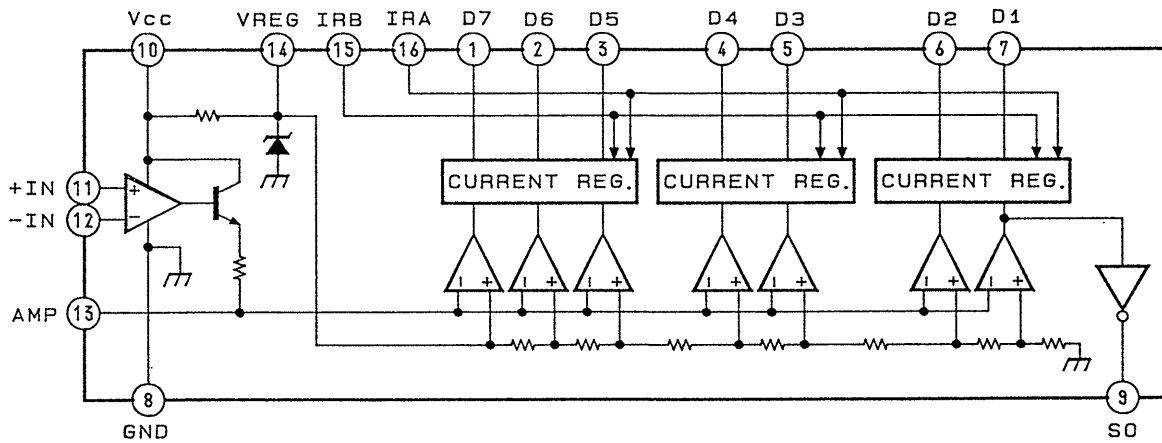 Vcc VREG IRB IRA D7 D6 D5 D4 D3 D2 D1
10 14 15 16 1 2 3 4 5 6 7
+IN 11 +
-IN 12 −
CURRENT REG. CURRENT REG. CURRENT REG.
− + − + − + − + − + − + − +
AMP 13
8 9
GND SO